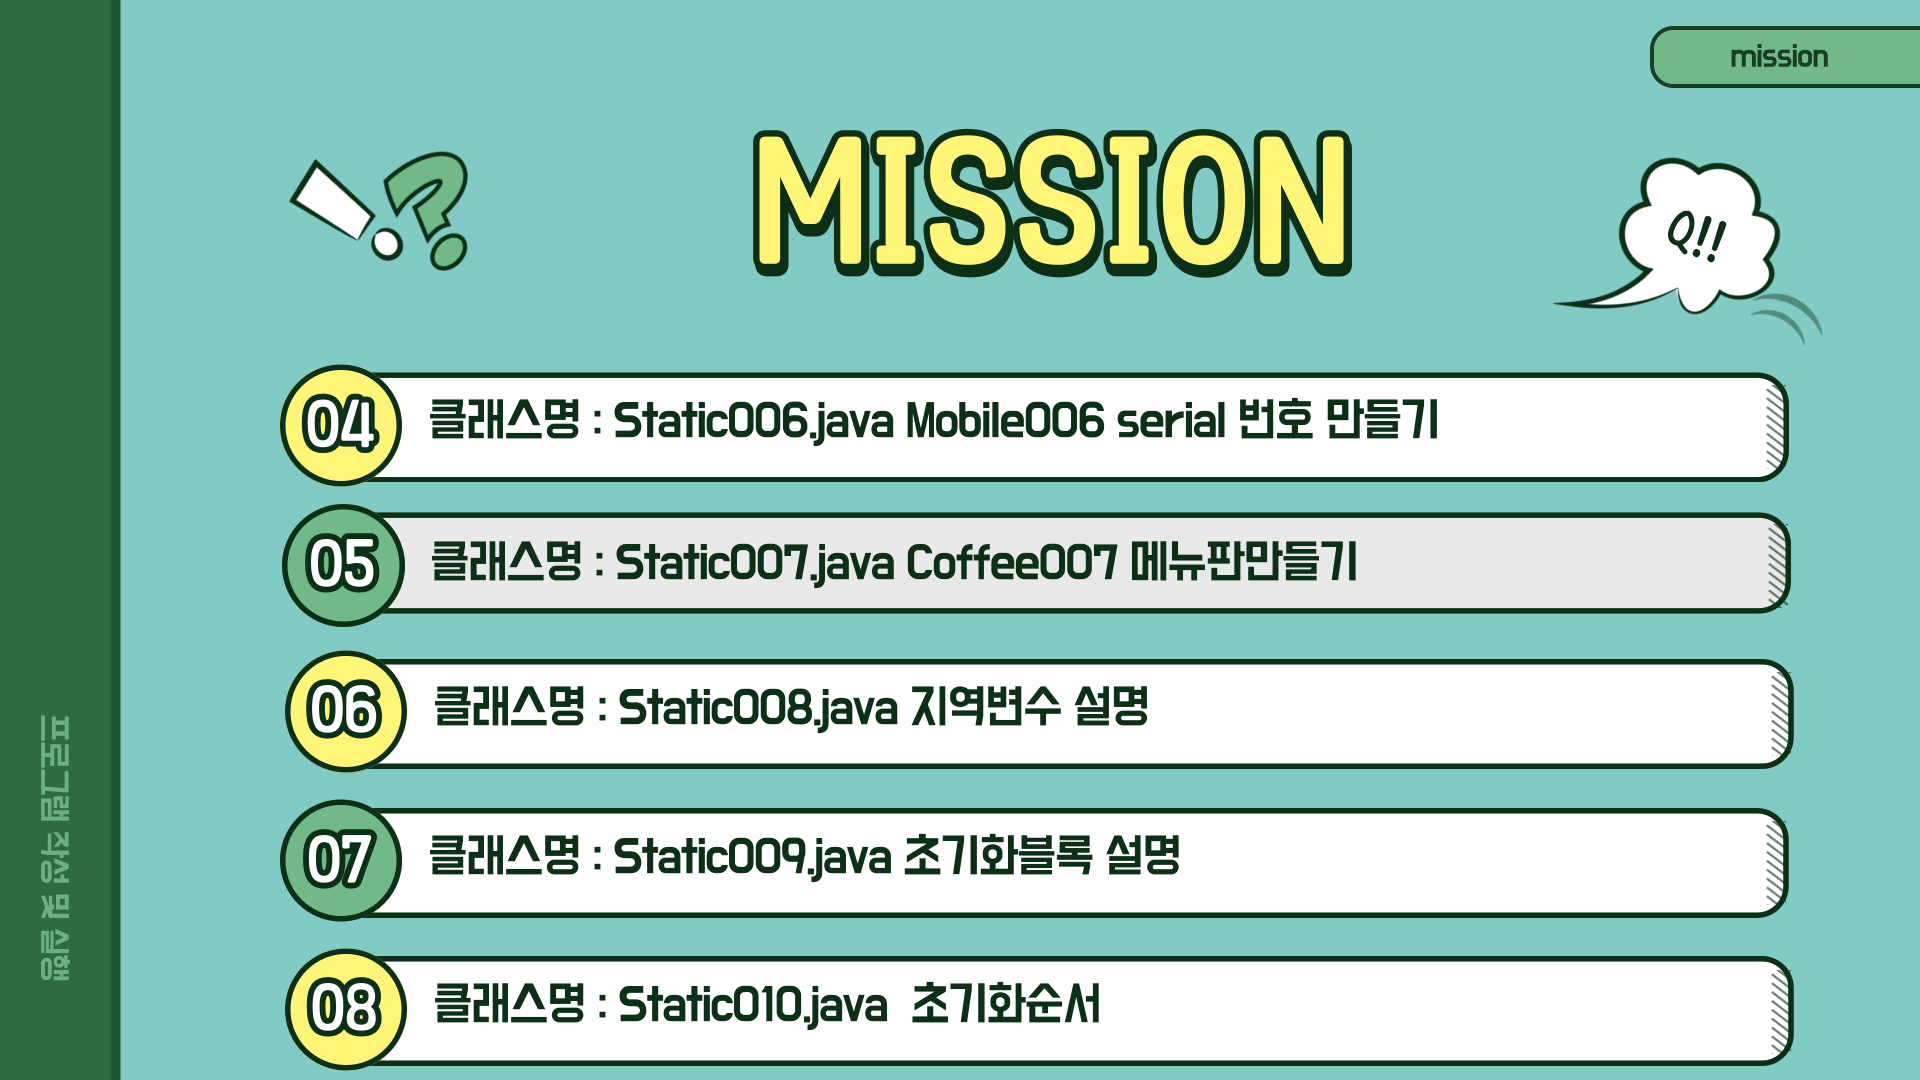 mission
MISSION
Q!!
04 클래스명 : Static006.java Mobile006 serial 번호 만들기
05 클래스명 : Static007.java Coffee007 메뉴판만들기
06 클래스명 : Static008.java 지역변수 설명
07 클래스명 : Static009.java 초기화블록 설명
08 클래스명 : Static010.java 초기화순서
프로그램 작성 및 실행